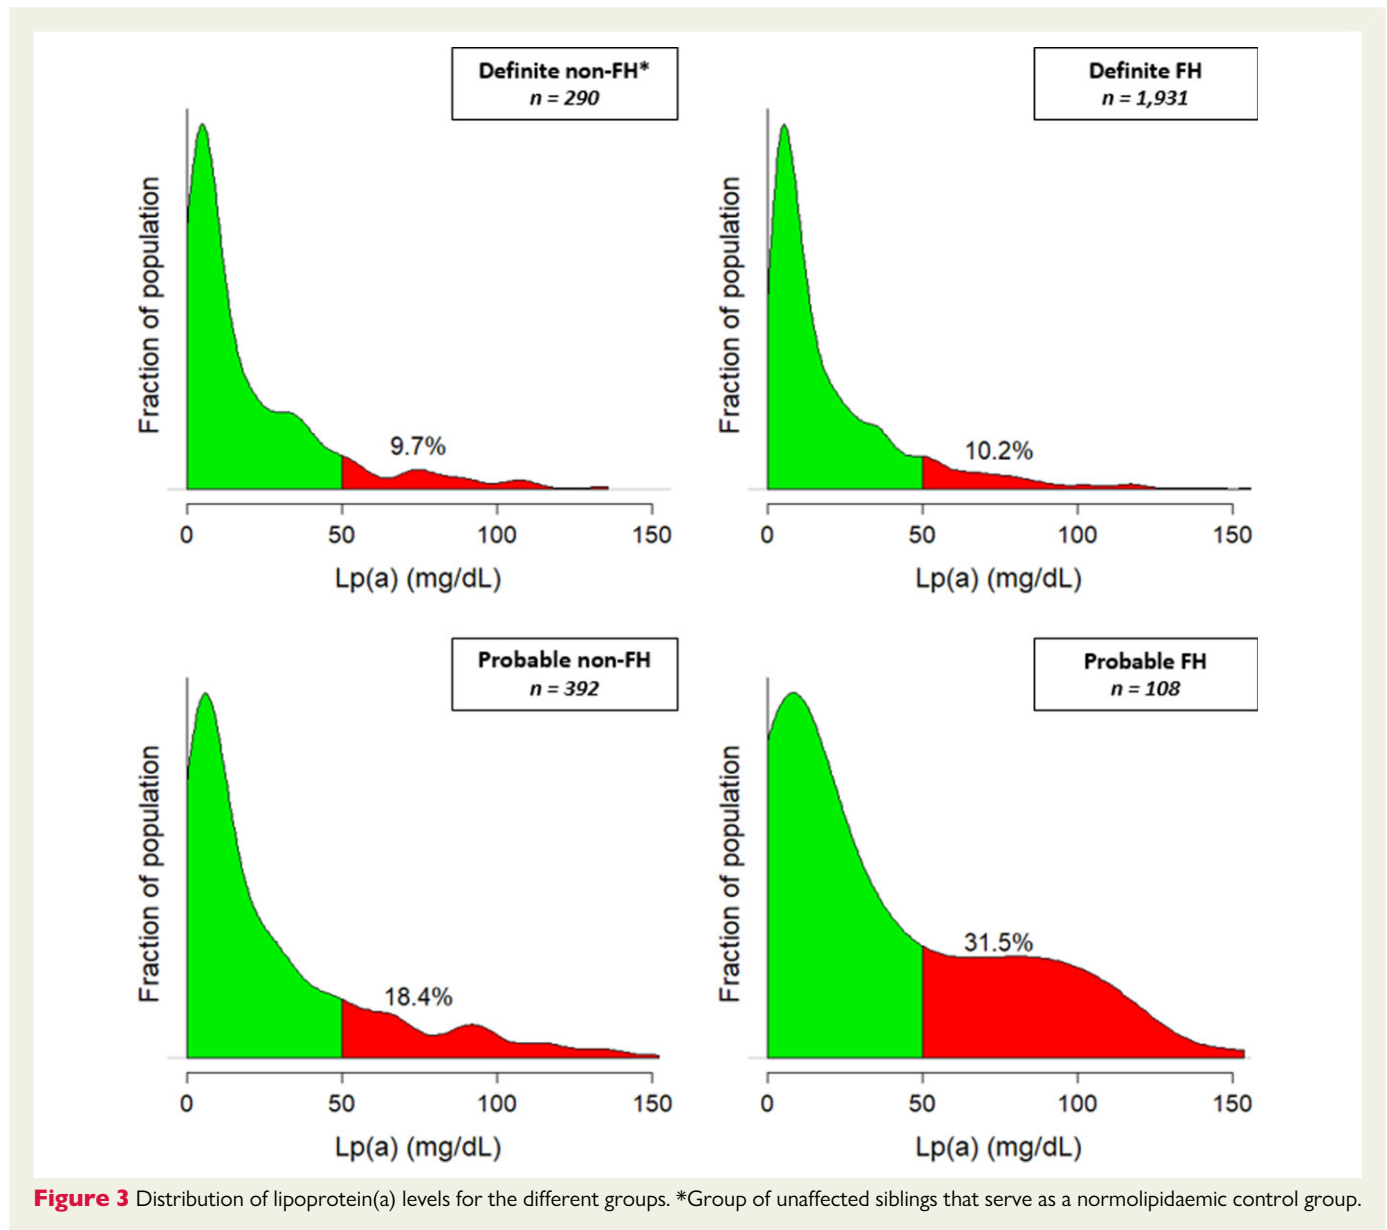 Definite non-FH*
n = 290
Fraction of population
9.7%
0 50 100 150
Lp(a) (mg/dL)
Definite FH
n = 1,931
Fraction of population
10.2%
0 50 100 150
Lp(a) (mg/dL)
Probable non-FH
n = 392
Fraction of population
18.4%
0 50 100 150
Lp(a) (mg/dL)
Probable FH
n = 108
Fraction of population
31.5%
0 50 100 150
Lp(a) (mg/dL)
Figure 3 Distribution of lipoprotein(a) levels for the different groups. *Group of unaffected siblings that serve as a normolipidaemic control group.